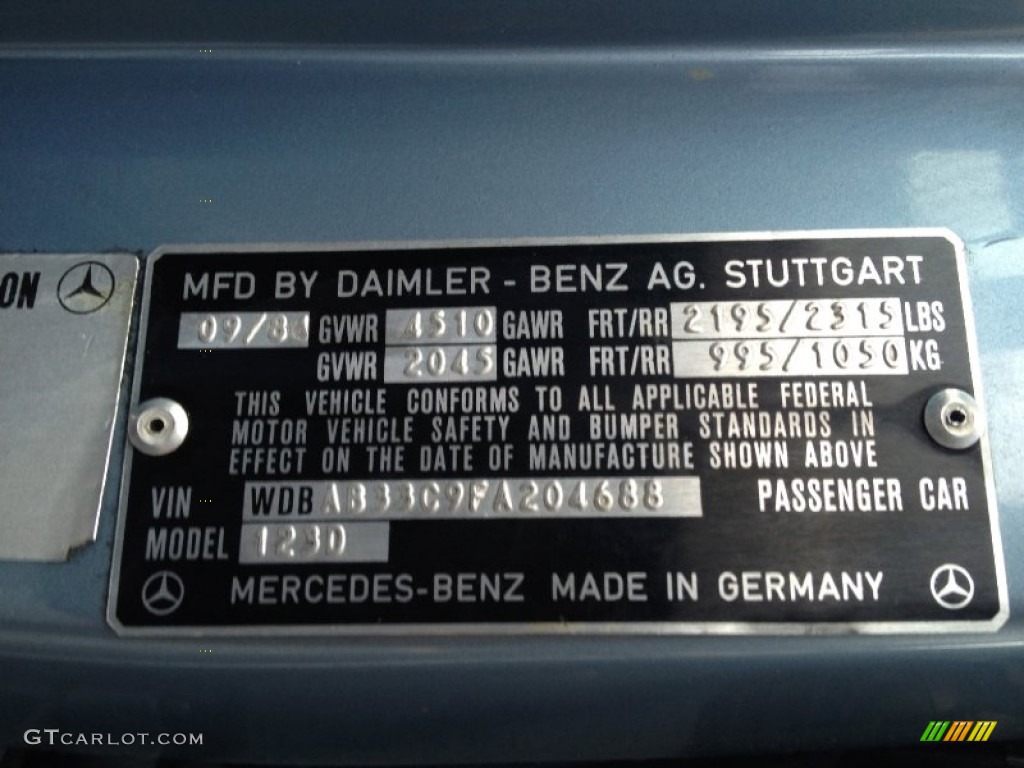 ON
MFD BY DAIMLER - BENZ AG. STUTTGART
GVWR 4510 GAWR FRT/RR 2195/2315 LBS
GVWR 2045 GAWR FRT/RR 995/1050 KG
THIS VEHICLE CONFORMS TO ALL APPLICABLE FEDERAL
MOTOR VEHICLE SAFETY AND BUMPER STANDARDS IN
EFFECT ON THE DATE OF MANUFACTURE SHOWN ABOVE
VIN WDBAB33C9FA204688 PASSENGER CAR
MODEL 123D
MERCEDES-BENZ MADE IN GERMANY
GTCARLOT.COM